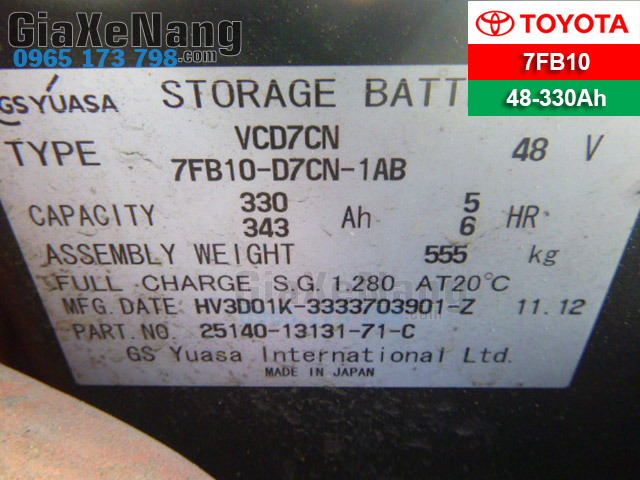 GiaXeNang
0965 173 798.com
TOYOTA
7FB10
48-330Ah
GS YUASA
STORAGE BATT
TYPE VCD7CN 48 V
7FB10-D7CN-1AB
CAPACITY 330 Ah 5 HR
343 6
ASSEMBLY WEIGHT 555 kg
FULL CHARGE S.G. 1.280 AT20°C
GiaXeNang
MFG. DATE HV3D01K-3333703901-Z 11.12
PART.NO. 25140-13131-71-C
GS Yuasa International Ltd.
MADE IN JAPAN